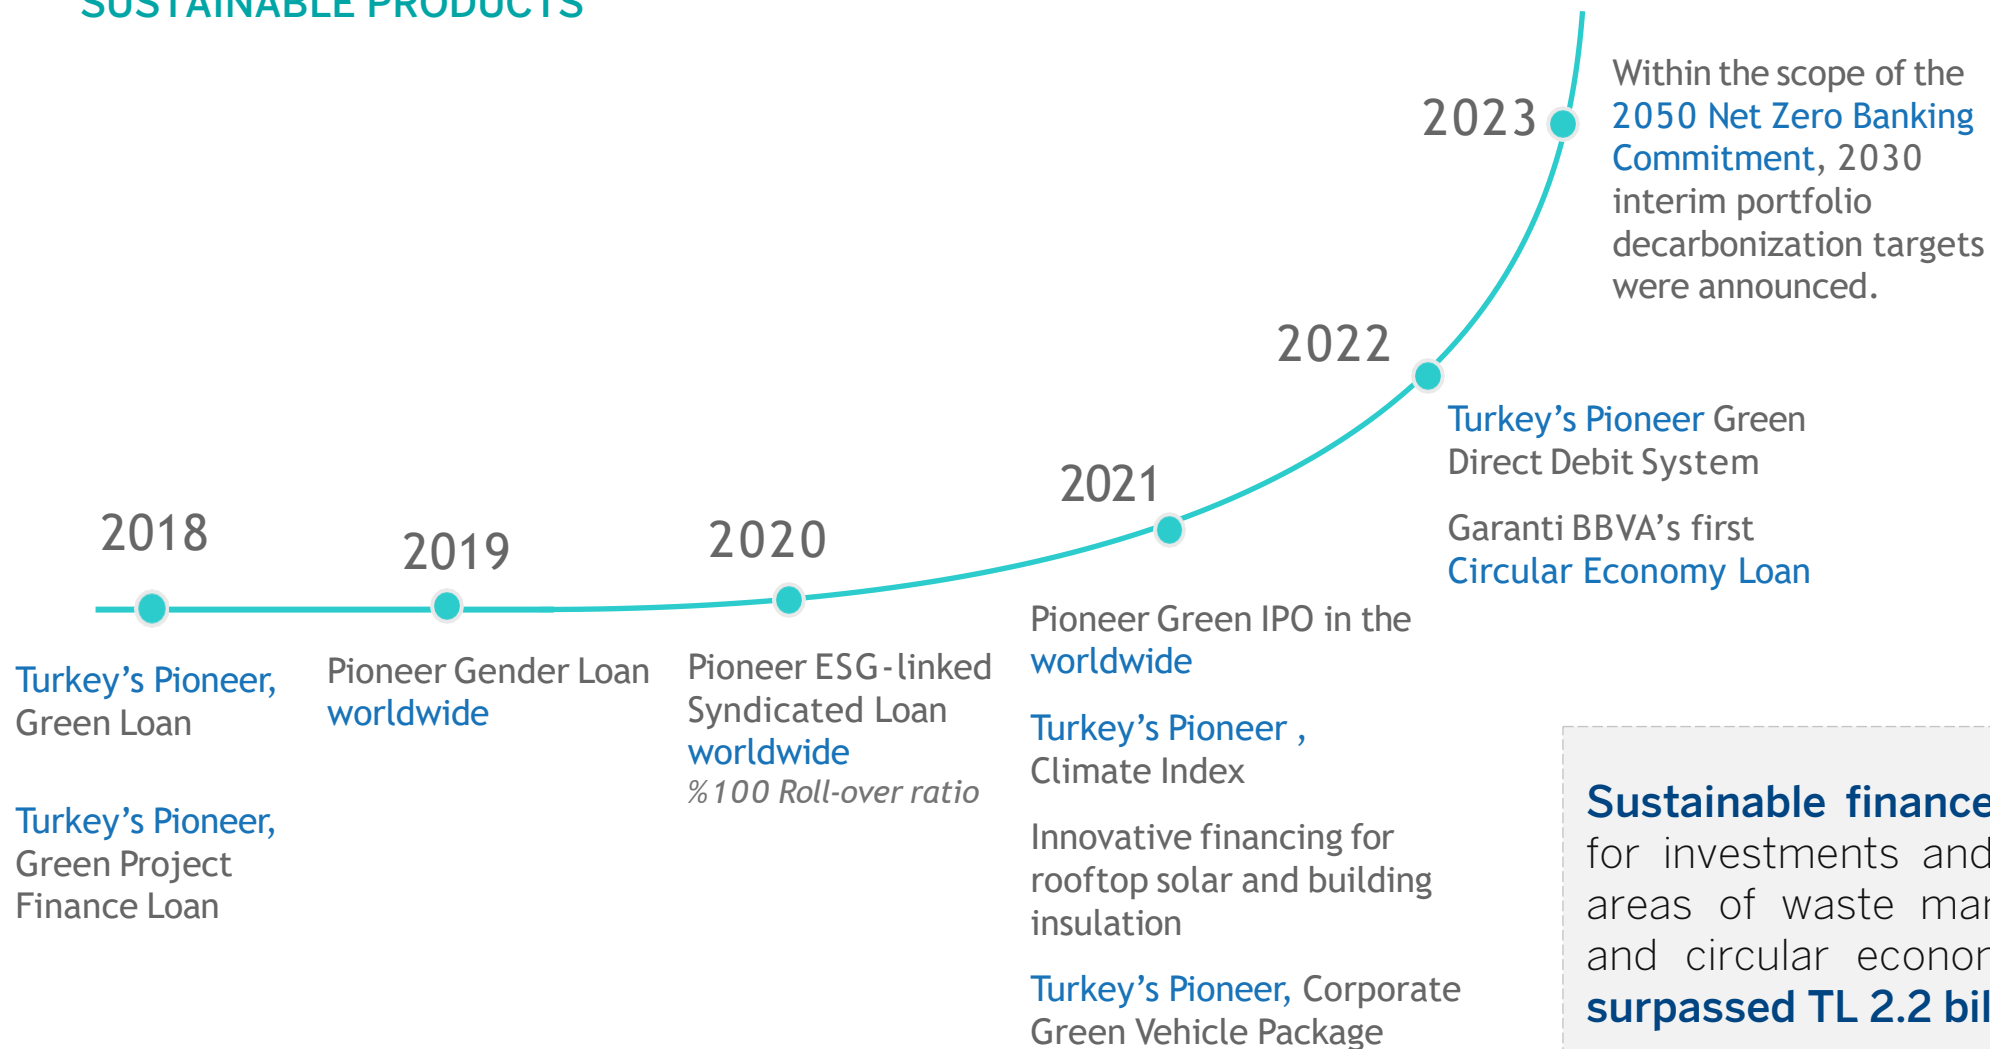 SUSTAINABLE PRODUCTS
2018
Turkey’s Pioneer,
Green Loan
Turkey’s Pioneer,
Green Project
Finance Loan
2019
Pioneer Gender Loan
worldwide
2020
Pioneer ESG-linked
Syndicated Loan
worldwide
%100 Roll-over ratio
2021
Pioneer Green IPO in the
worldwide
Turkey’s Pioneer ,
Climate Index
Innovative financing for
rooftop solar and building
insulation
Turkey’s Pioneer, Corporate
Green Vehicle Package
2022
Turkey’s Pioneer Green
Direct Debit System
Garanti BBVA’s first
Circular Economy Loan
2023
Within the scope of the
2050 Net Zero Banking
Commitment, 2030
interim portfolio
decarbonization targets
were announced.
Sustainable finance
for investments and
areas of waste
and circular
surpassed TL 2.2